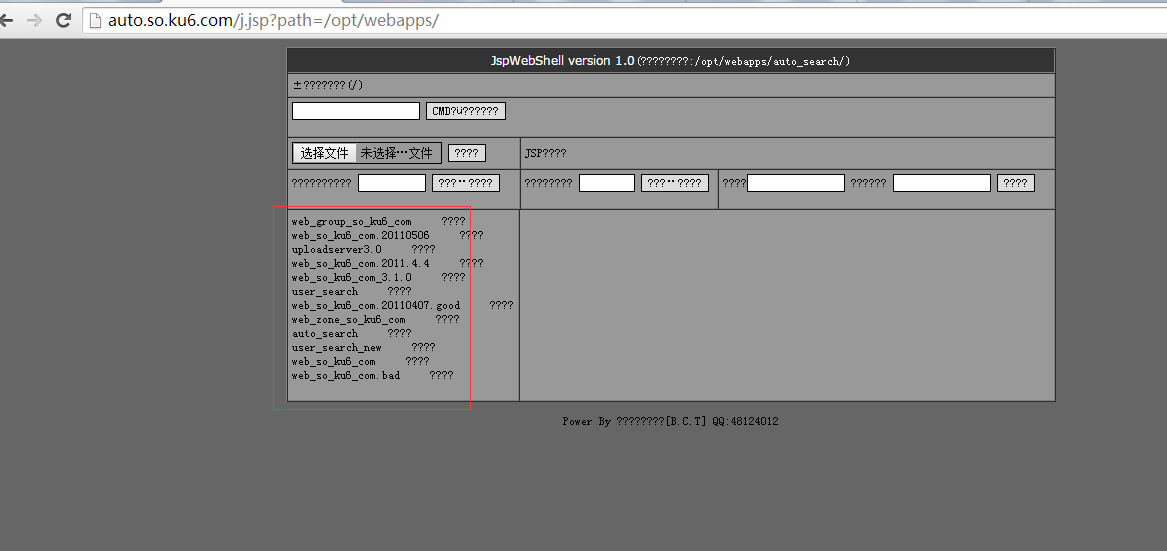 auto.so.ku6.com/j.jsp?path=/opt/webapps/
JspWebShell version 1.0(????????:/opt/webapps/auto_search/)
±???????(/)
CMD?ü??????
选择文件 未选择…文件 ???? JSP????
?????????? ???¨???? ???????? ???¨???? ???? ?????? ????
web_group_so_ku6_com ????
web_so_ku6_com.20110506 ????
uploadserver3.0 ????
web_so_ku6_com.2011.4.4 ????
web_so_ku6_com_3.1.0 ????
user_search ????
web_so_ku6_com.20110407.good ????
web_zone_so_ku6_com ????
auto_search ????
user_search_new ????
web_so_ku6_com ????
web_so_ku6_com.bad ????
Power By ????????[B.C.T] QQ:48124012